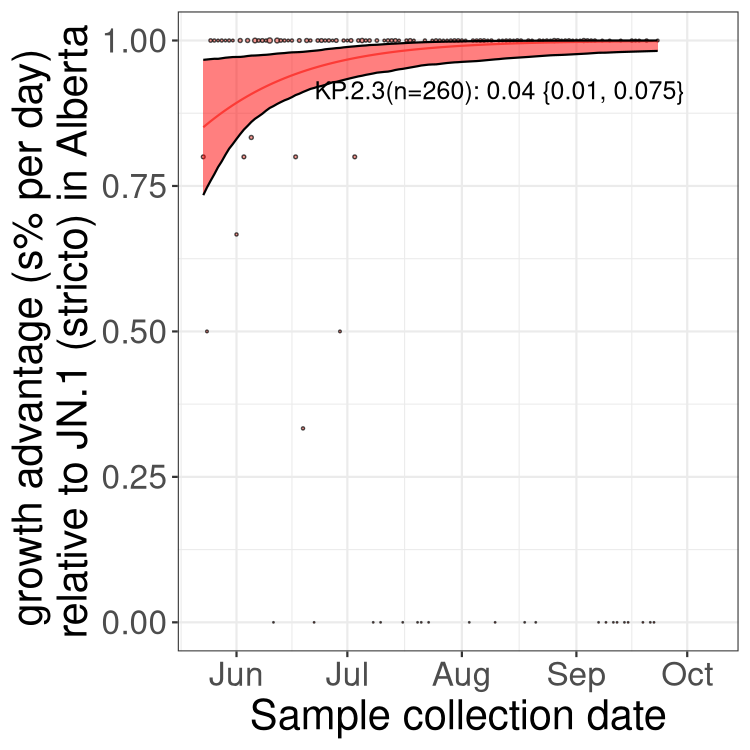 growth advantage (s% per day)
relative to JN.1 (stricto) in Alberta
1.00
0.75
0.50
0.25
0.00
KP.2.3(n=260): 0.04 {0.01, 0.075}
Jun Jul Aug Sep Oct
Sample collection date